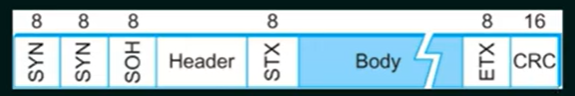 8 8 8 8 8 16
SYN SYN SOH Header STX Body ETX CRC